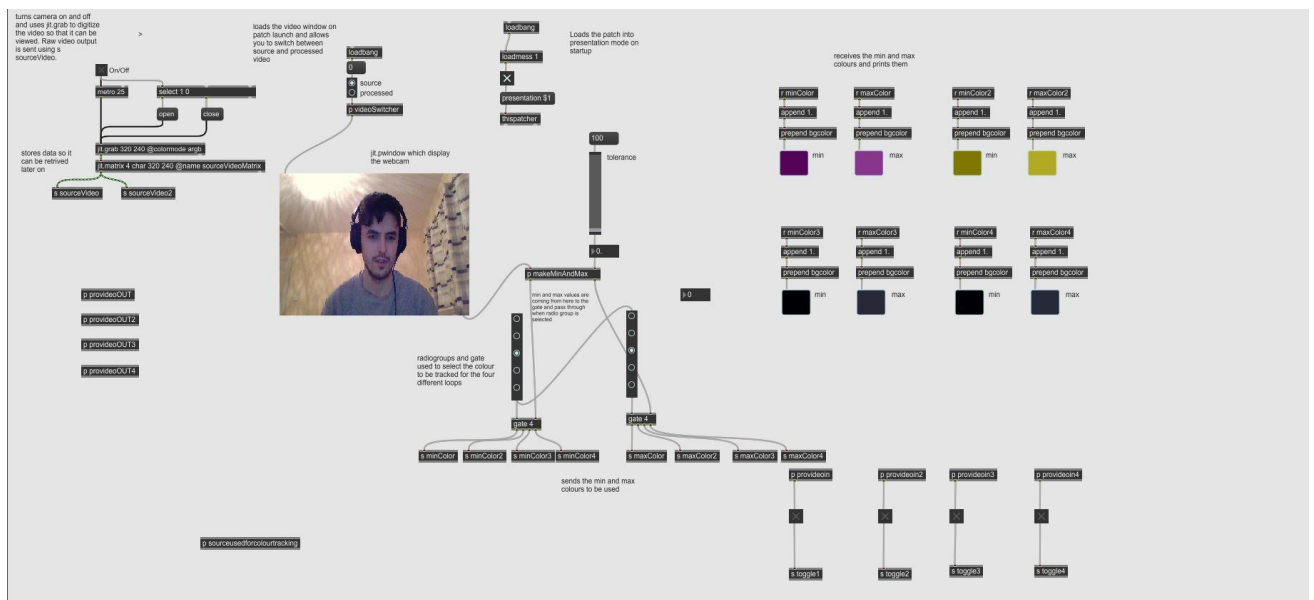 turns camera on and off
and uses jit.grab to digitize
the video so that it can be
viewed. Raw video output
is sent using s
sourceVideo.
>
On/Off
metro 25
select 1 0
open
close
jit.grab 320 240 @colormode argb
stores data so it
can be retrived
later on
jit.matrix 4 char 320 240 @name sourceVideoMatrix
s sourceVideo
s sourceVideo2
p provideoOUT
p provideoOUT2
p provideoOUT3
p provideoOUT4
p sourceusedforcolourtracking
loads the video window on
patch launch and allows
you to switch between
source and processed
video
loadbang
0
source
processed
p videoSwitcher
jit.pwindow which display
the webcam
loadbang
loadmess 1
presentation $1
thispatcher
Loads the patch into
presentation mode on
startup
100
tolerance
0.
p makeMinAndMax
min and max values are
coming from here to the
gate and pass through
when radio group is
selected
0
radiogroups and gate
used to select the colour
to be tracked for the four
different loops
gate 4
gate 4
s minColor
s minColor2
s minColor3
s minColor4
s maxColor
s maxColor2
s maxColor3
s maxColor4
sends the min and max
colours to be used
receives the min and max
colours and prints them
r minColor
r maxColor
r minColor2
r maxColor2
append 1.
append 1.
append 1.
append 1.
prepend bgcolor
prepend bgcolor
prepend bgcolor
prepend bgcolor
min
max
min
max
r minColor3
r maxColor3
r minColor4
r maxColor4
append 1.
append 1.
append 1.
append 1.
prepend bgcolor
prepend bgcolor
prepend bgcolor
prepend bgcolor
min
max
min
max
p provideoin
p provideoin2
p provideoin3
p provideoin4
s toggle1
s toggle2
s toggle3
s toggle4